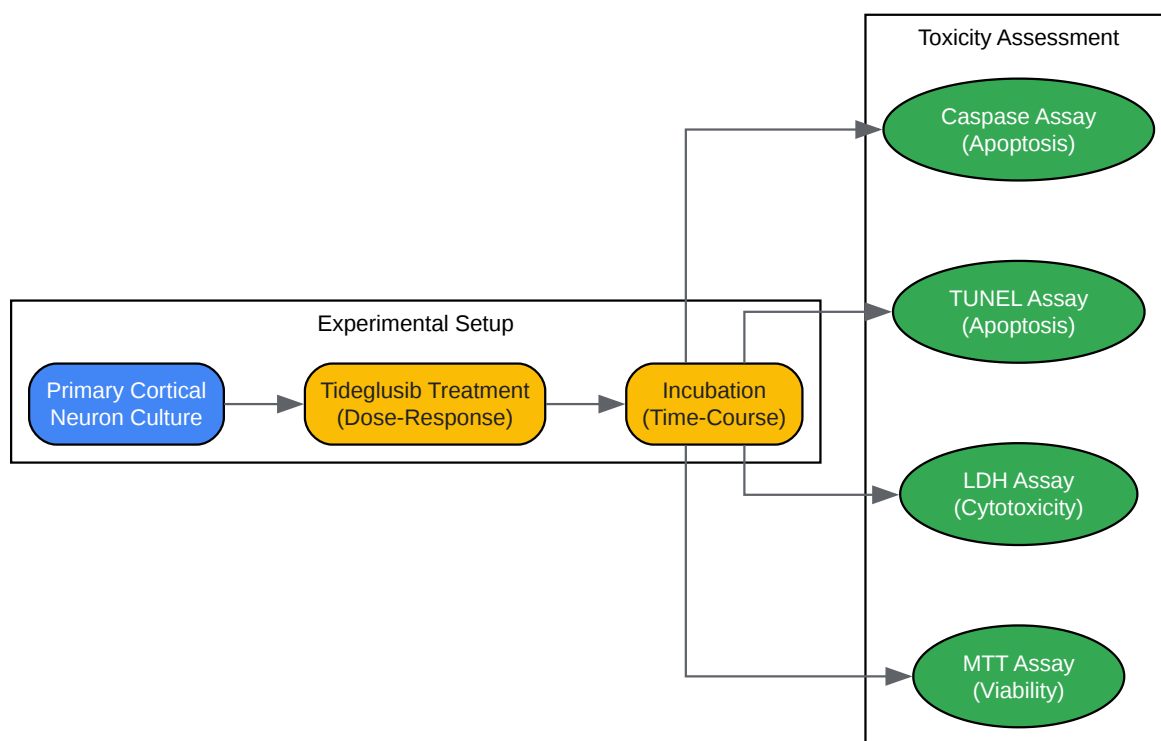 Toxicity Assessment
Caspase Assay
(Apoptosis)
TUNEL Assay
(Apoptosis)
Experimental Setup
Primary Cortical
Neuron Culture
Tideglusib Treatment
(Dose-Response)
Incubation
(Time-Course)
LDH Assay
(Cytotoxicity)
MTT Assay
(Viability)